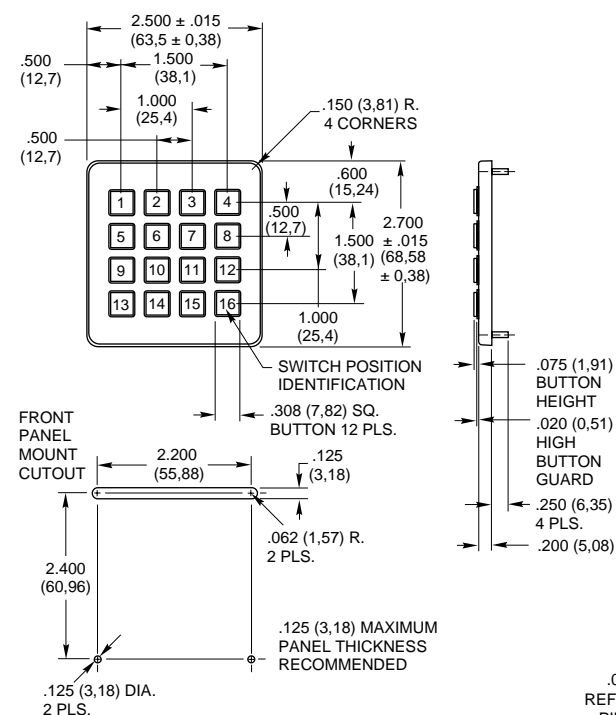 2.500 ± .015
(63,5 ± 0,38)
.500
(12,7)
1.500
(38,1)
1.000
(25,4)
.500
(12,7)
.150 (3,81) R.
4 CORNERS
.600
(15,24)
1 2 3 4
5 6 7 8
9 10 11 12
13 14 15 16
.500
(12,7)
1.500
(38,1)
2.700
± .015
(68,58
± 0,38)
1.000
(25,4)
SWITCH POSITION
IDENTIFICATION
.308 (7,82) SQ.
BUTTON 12 PLS.
.075 (1,91)
BUTTON
HEIGHT
.020 (0,51)
HIGH
BUTTON
GUARD
.250 (6,35)
4 PLS.
.200 (5,08)
FRONT
PANEL
MOUNT
CUTOUT
2.200
(55,88)
.125
(3,18)
.062 (1,57) R.
2 PLS.
2.400
(60,96)
.125 (3,18) MAXIMUM
PANEL THICKNESS
RECOMMENDED
.125 (3,18) DIA.
2 PLS.
.0
REF